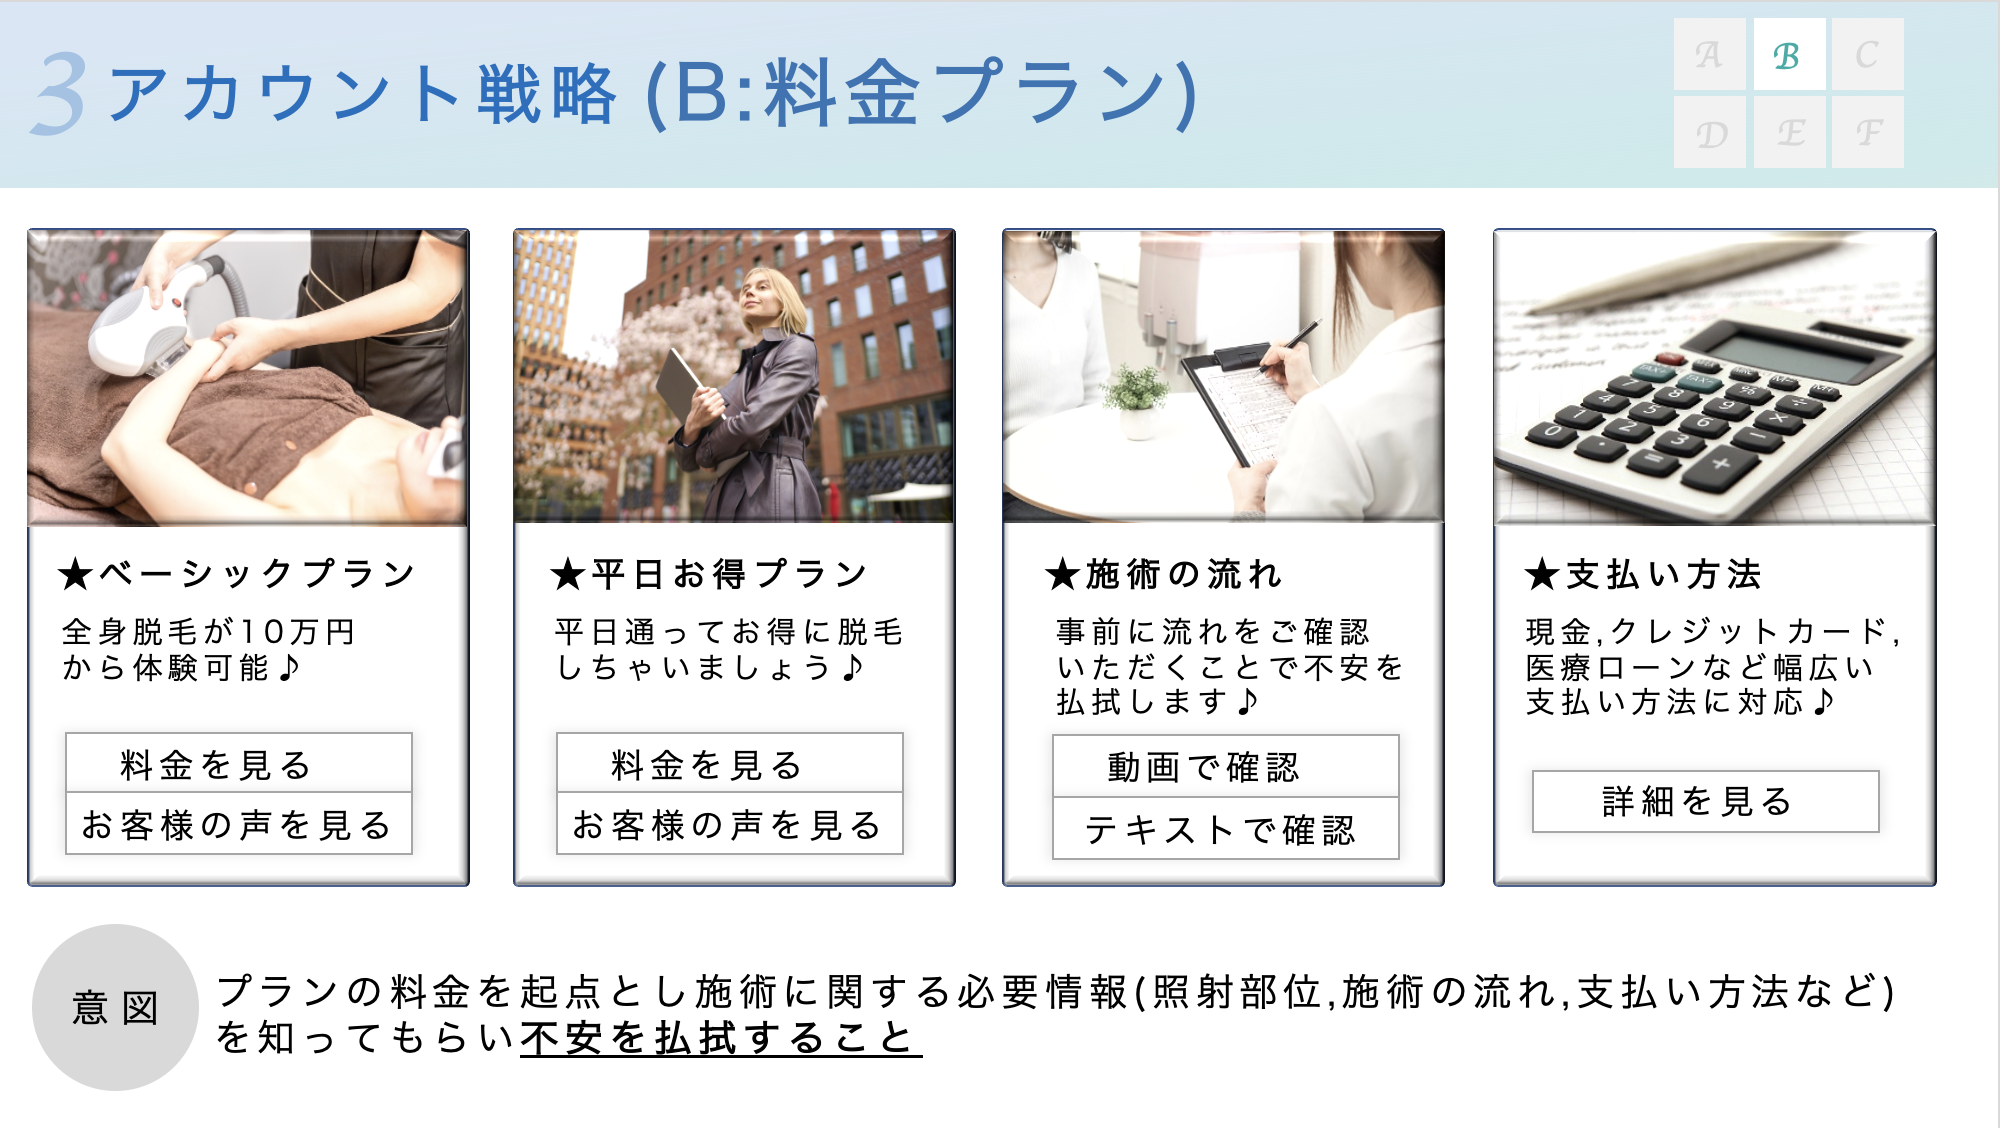 3 アカウント戦略 (B:料金プラン)
A B C
D E F
★ベーシックプラン
全身脱毛が10万円
から体験可能♪
料金を見る
お客様の声を見る
★平日お得プラン
平日通ってお得に脱毛
しちゃいましょう♪
料金を見る
お客様の声を見る
★施術の流れ
事前に流れをご確認
いただくことで不安を
払拭します♪
動画で確認
テキストで確認
★支払い方法
現金,クレジットカード,
医療ローンなど幅広い
支払い方法に対応♪
詳細を見る
意図
プランの料金を起点とし施術に関する必要情報(照射部位,施術の流れ,支払い方法など)
を知ってもらい不安を払拭すること